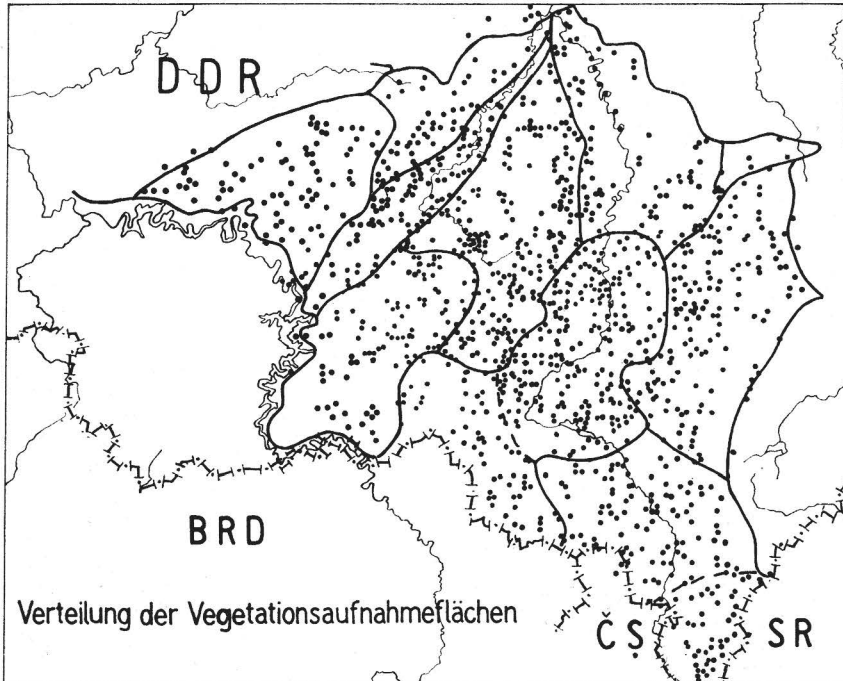 DDR
BRD
Verteilung der Vegetationsaufnahmeflächen
ČS SR